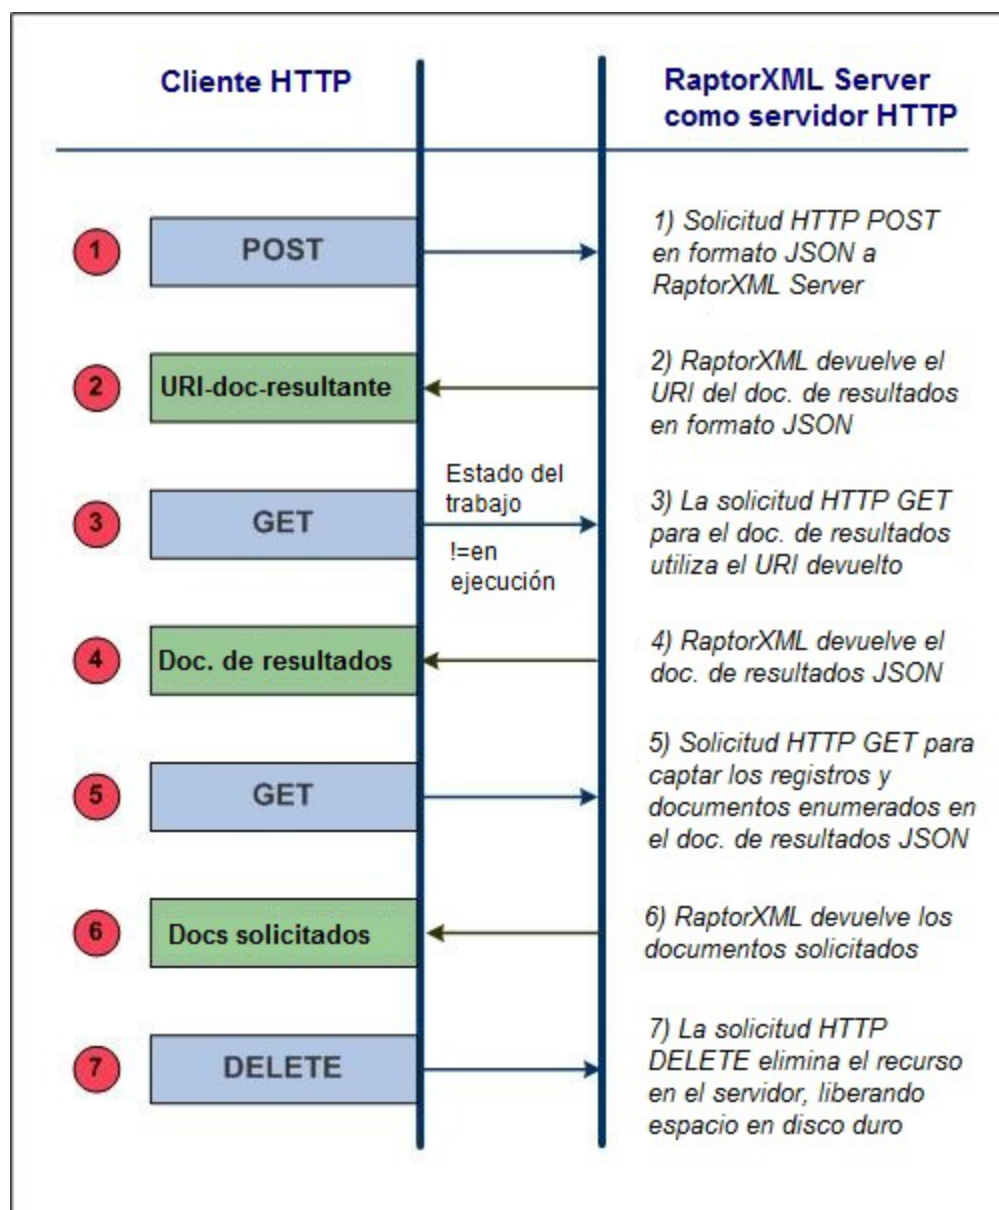 Cliente HTTP
RaptorXML Server
como servidor HTTP
1
POST
1) Solicitud HTTP POST
en formato JSON a
RaptorXML Server
2
URI-doc-resultante
2) RaptorXML devuelve el
URI del doc. de resultados
en formato JSON
3
GET
Estado del
trabajo
!=en
ejecución
3) La solicitud HTTP GET
para el doc. de resultados
utiliza el URI devuelto
4
Doc. de resultados
4) RaptorXML devuelve el
doc. de resultados JSON
5
GET
5) Solicitud HTTP GET para
captar los registros y
documentos enumerados en
el doc. de resultados JSON
6
Docs solicitados
6) RaptorXML devuelve los
documentos solicitados
7
DELETE
7) La solicitud HTTP
DELETE elimina el recurso
en el servidor, liberando
espacio en disco duro